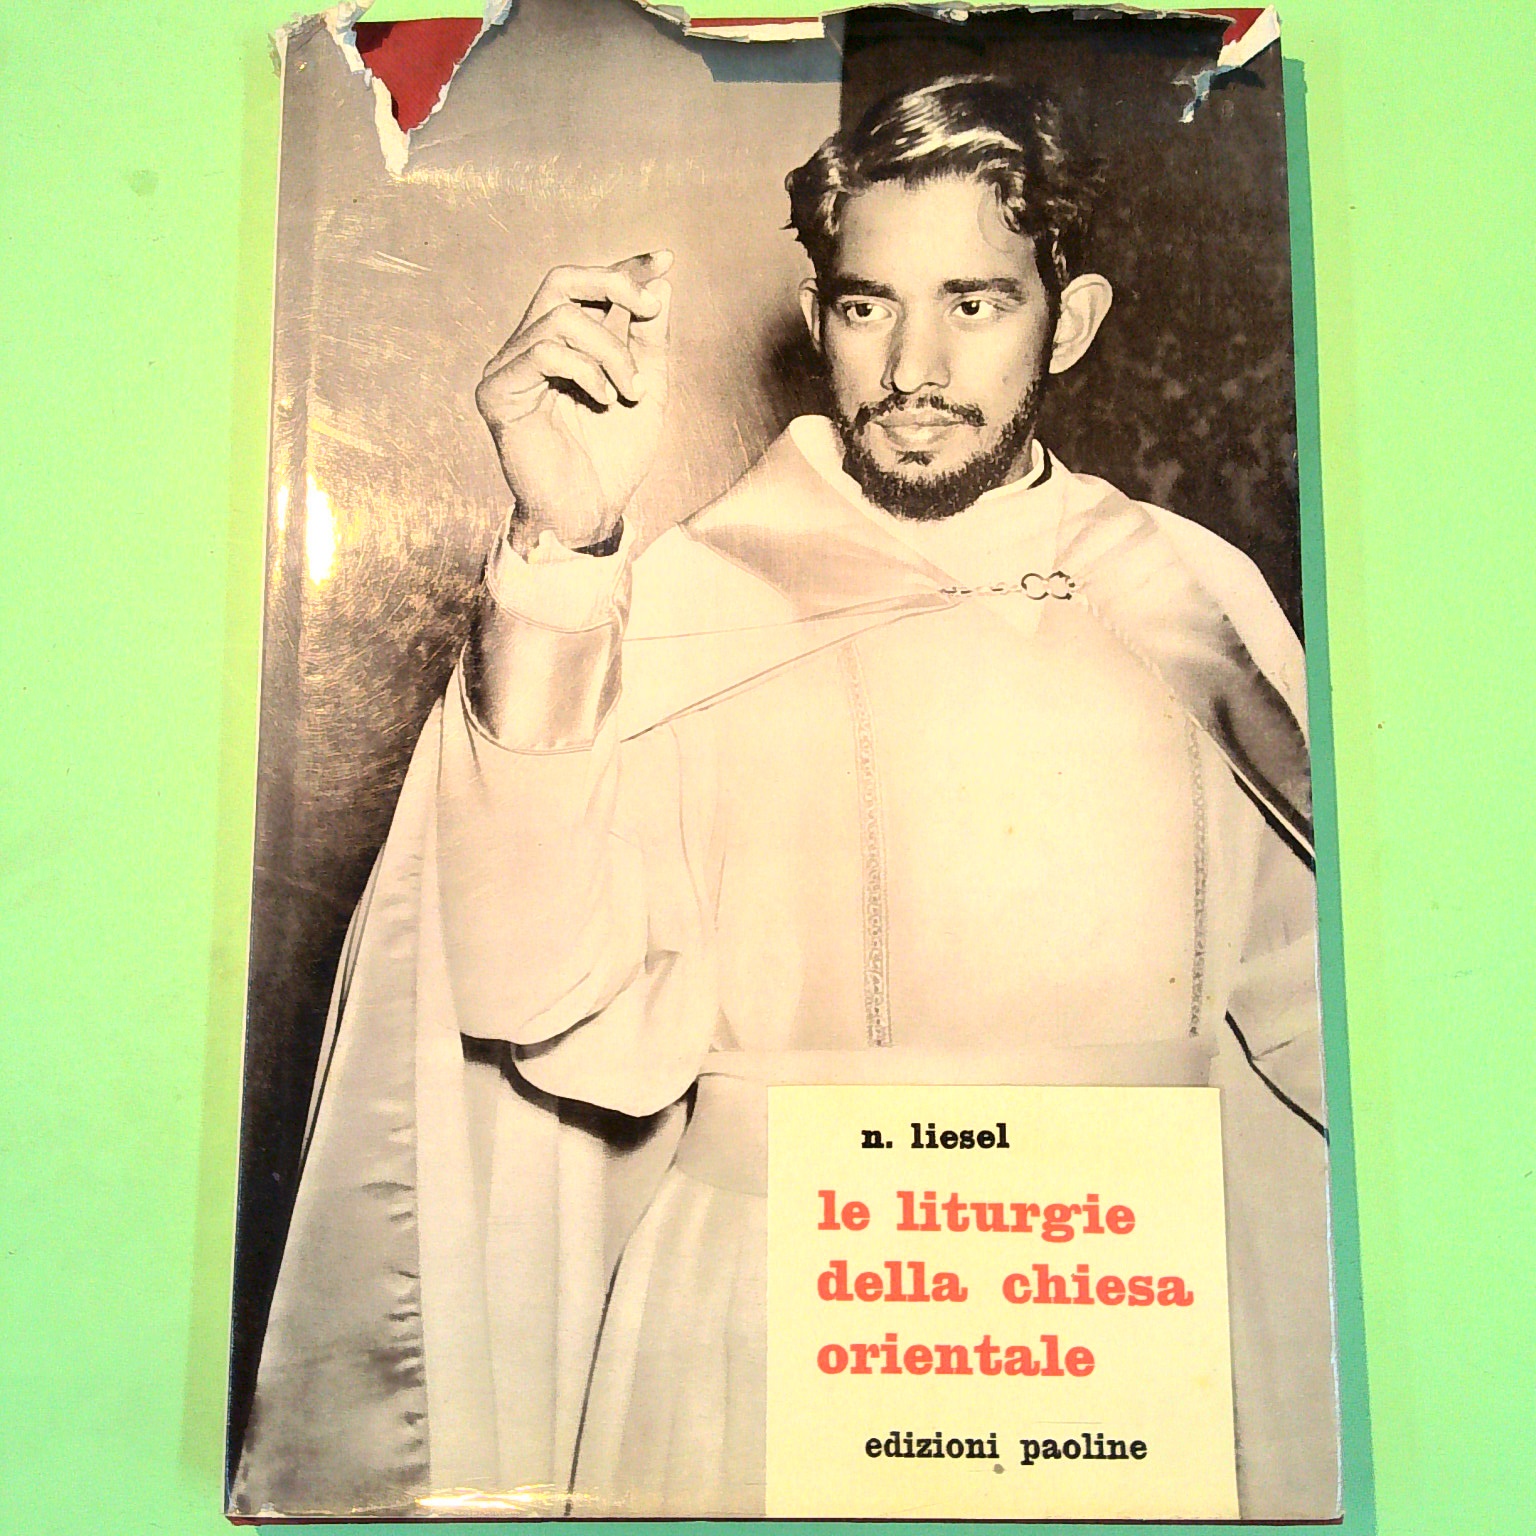 n. liesel
le liturgie
della chiesa
orientale
edizioni paoline